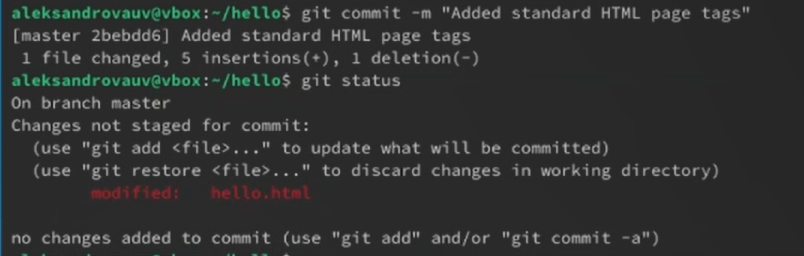 aleksandrovauv@vbox:~/hello$ git commit -m "Added standard HTML page tags"
[master 2bebdd6] Added standard HTML page tags
 1 file changed, 5 insertions(+), 1 deletion(-)
aleksandrovauv@vbox:~/hello$ git status
On branch master
Changes not staged for commit:
  (use "git add <file>..." to update what will be committed)
  (use "git restore <file>..." to discard changes in working directory)
        modified:   hello.html

no changes added to commit (use "git add" and/or "git commit -a")